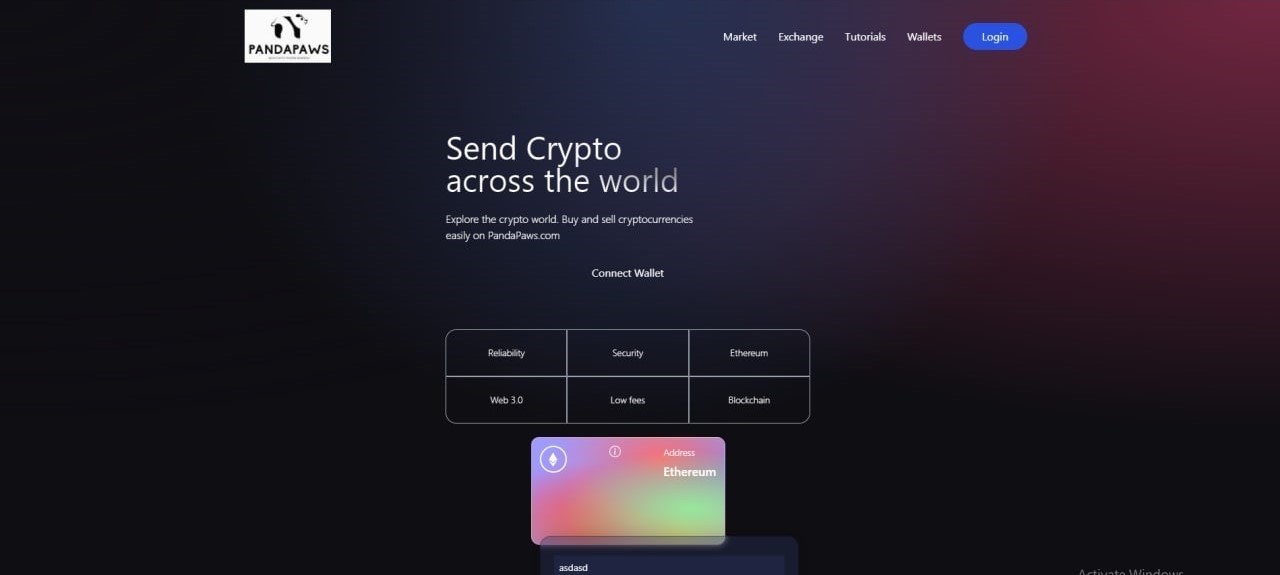 PANDAPAWS
Market Exchange Tutorials Wallets Login
Send Crypto
across the world
Explore the crypto world. Buy and sell cryptocurrencies
easily on PandaPaws.com
Connect Wallet
Reliability Security Ethereum
Web 3.0 Low fees Blockchain
Address
Ethereum
asdasd
Activate Windows